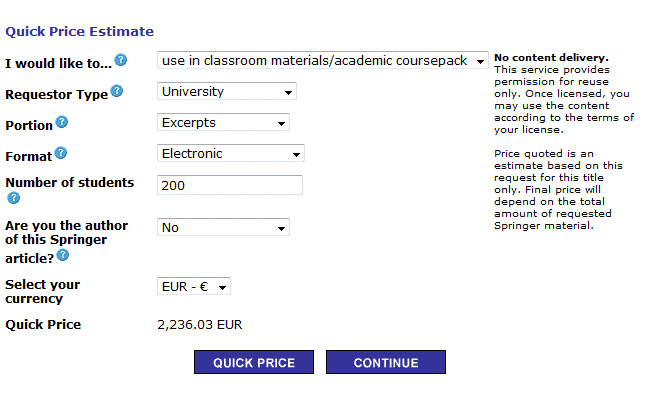 Quick Price Estimate
I would like to... ?
use in classroom materials/academic coursepack
Requestor Type ?
University
Portion ?
Excerpts
Format ?
Electronic
Number of students
?
200
Are you the author
of this Springer
article? ?
No
Select your
currency
EUR - €
Quick Price
2,236.03 EUR
QUICK PRICE
CONTINUE
No content delivery.
This service provides
permission for reuse
only. Once licensed, you
may use the content
according to the terms of
your license.
Price quoted is an
estimate based on this
request for this title
only. Final price will
depend on the total
amount of requested
Springer material.